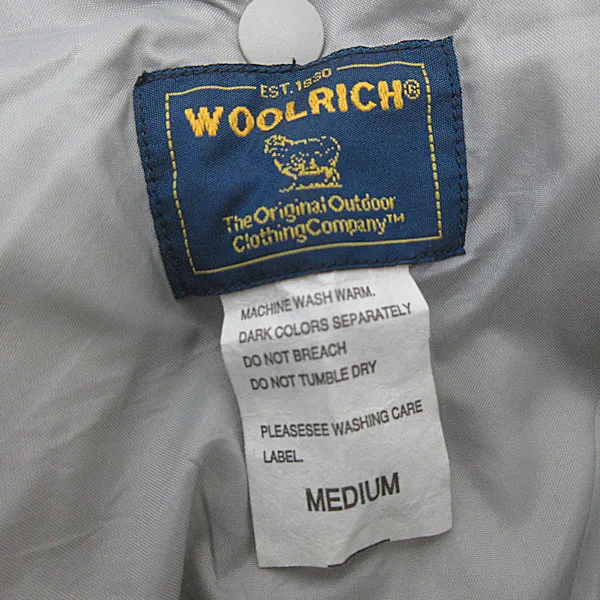 EST. 1830
WOOLRICH®
The Original Outdoor
Clothing Company™
MACHINE WASH WARM.
DARK COLORS SEPARATELY
DO NOT BREACH
DO NOT TUMBLE DRY
PLEASESEE WASHING CARE
LABEL.
MEDIUM